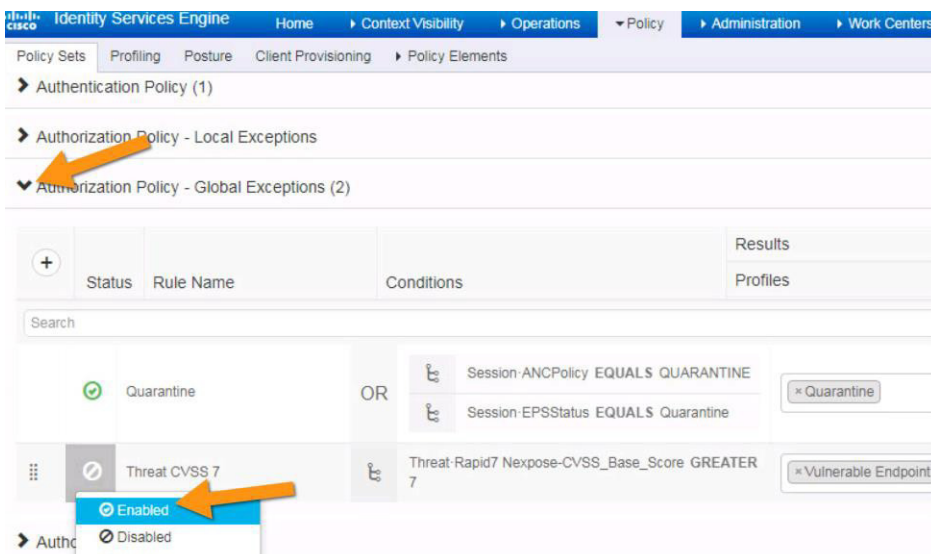 cisco Identity Services Engine Home Context Visibility Operations Policy Administration Work Centers
Policy Sets Profiling Posture Client Provisioning Policy Elements
Authentication Policy (1)
Authorization Policy - Local Exceptions
Authorization Policy - Global Exceptions (2)
+ Status Rule Name Conditions Results
Profiles
Search
Quarantine OR Session·ANCPolicy EQUALS QUARANTINE
Session·EPSStatus EQUALS Quarantine
× Quarantine
Threat CVSS 7 Threat·Rapid7 Nexpose-CVSS_Base_Score GREATER
7
× Vulnerable Endpoint
Enabled
Disabled
Autho